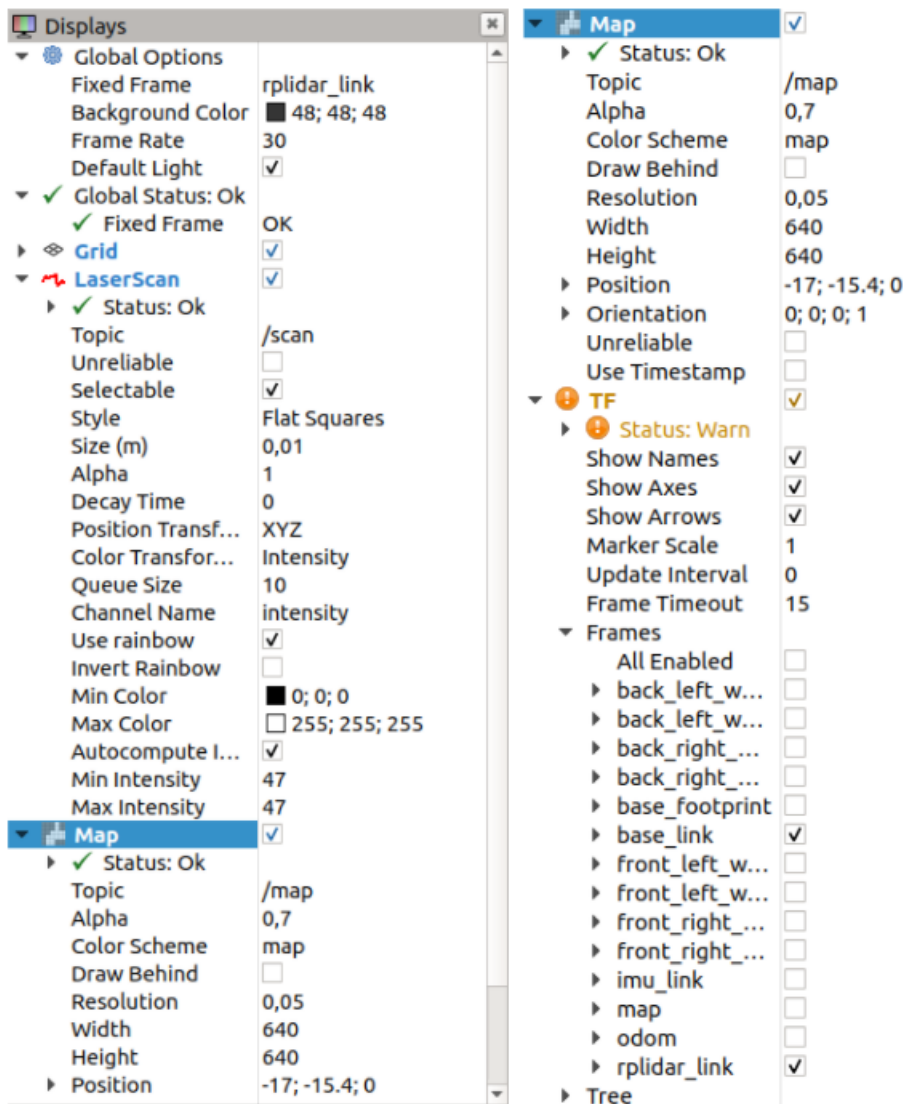 Displays
Global Options
Fixed Frame rplidar_link
Background Color 48; 48; 48
Frame Rate 30
Default Light
Global Status: Ok
Fixed Frame OK
Grid
LaserScan
Status: Ok
Topic /scan
Unreliable
Selectable
Style Flat Squares
Size (m) 0,01
Alpha 1
Decay Time 0
Position Transf... XYZ
Color Transfor... Intensity
Queue Size 10
Channel Name intensity
Use rainbow
Invert Rainbow
Min Color 0; 0; 0
Max Color 255; 255; 255
Autocompute I...
Min Intensity 47
Max Intensity 47
Map
Status: Ok
Topic /map
Alpha 0,7
Color Scheme map
Draw Behind
Resolution 0,05
Width 640
Height 640
Position -17; -15.4; 0
Map
Status: Ok
Topic /map
Alpha 0,7
Color Scheme map
Draw Behind
Resolution 0,05
Width 640
Height 640
Position -17; -15.4; 0
Orientation 0; 0; 0; 1
Unreliable
Use Timestamp
TF
Status: Warn
Show Names
Show Axes
Show Arrows
Marker Scale 1
Update Interval 0
Frame Timeout 15
Frames
All Enabled
back_left_w...
back_left_w...
back_right_...
back_right_...
base_footprint
base_link
front_left_w...
front_left_w...
front_right_...
front_right_...
imu_link
map
odom
rplidar_link
Tree